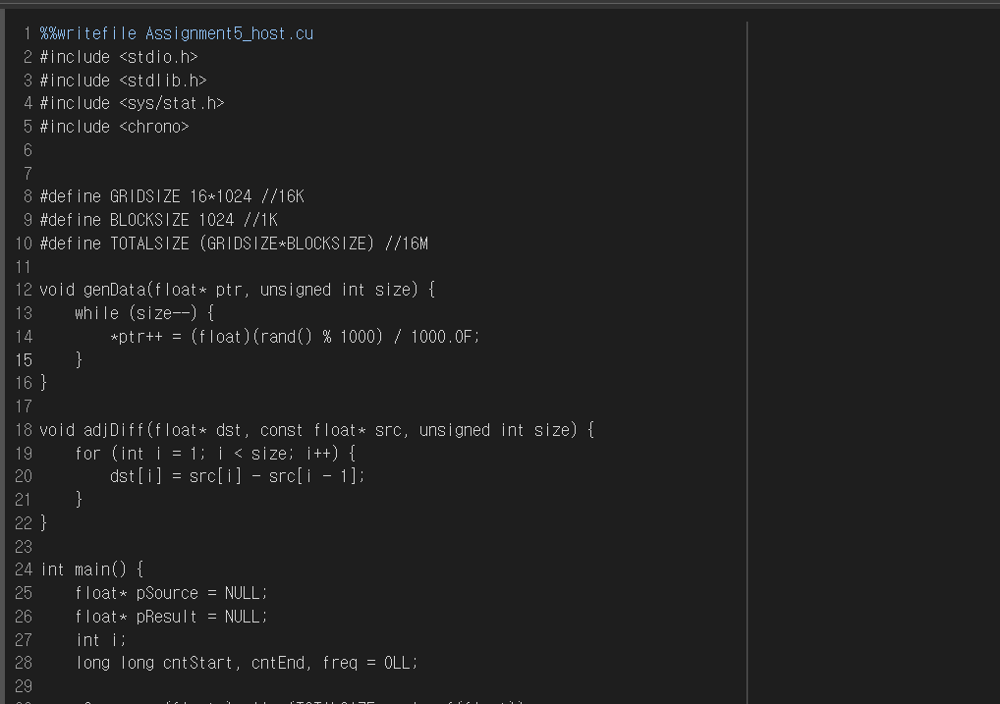 1 %%writefile Assignment5_host.cu
2 #include <stdio.h>
3 #include <stdlib.h>
4 #include <sys/stat.h>
5 #include <chrono>
6
7
8 #define GRIDSIZE 16*1024 //16K
9 #define BLOCKSIZE 1024 //1K
10 #define TOTALSIZE (GRIDSIZE*BLOCKSIZE) //16M
11
12 void genData(float* ptr, unsigned int size) {
13     while (size--) {
14         *ptr++ = (float)(rand() % 1000) / 1000.0F;
15     }
16 }
17
18 void adjDiff(float* dst, const float* src, unsigned int size) {
19     for (int i = 1; i < size; i++) {
20         dst[i] = src[i] - src[i - 1];
21     }
22 }
23
24 int main() {
25     float* pSource = NULL;
26     float* pResult = NULL;
27     int i;
28     long long cntStart, cntEnd, freq = 0LL;
29